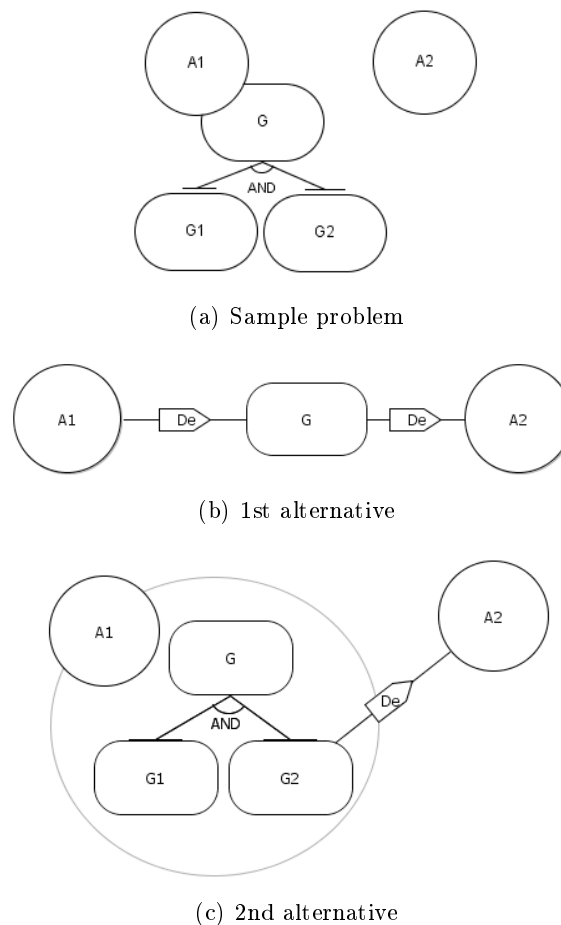 A1
A2
G
AND
G1
G2
(a) Sample problem
A1
De
G
De
A2
(b) 1st alternative
A1
A2
G
De
AND
G1
G2
(c) 2nd alternative